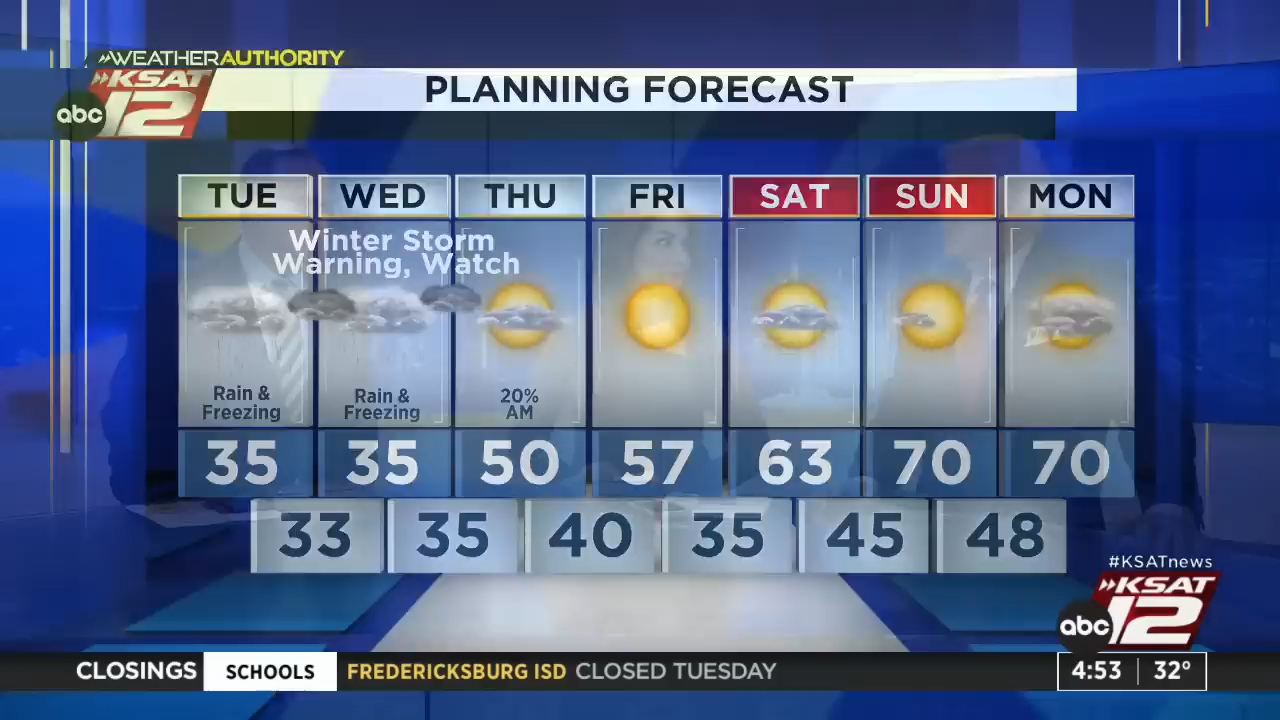 »WEATHERAUTHORITY
»KSAT
abc 12
PLANNING FORECAST
TUE WED THU FRI SAT SUN MON
Winter Storm
Warning, Watch
Rain &
Freezing
Rain &
Freezing
20%
AM
35 35 50 57 63 70 70
33 35 40 35 45 48
#KSATnews
»KSAT
abc 12
CLOSINGS SCHOOLS FREDERICKSBURG ISD CLOSED TUESDAY 4:53 32°